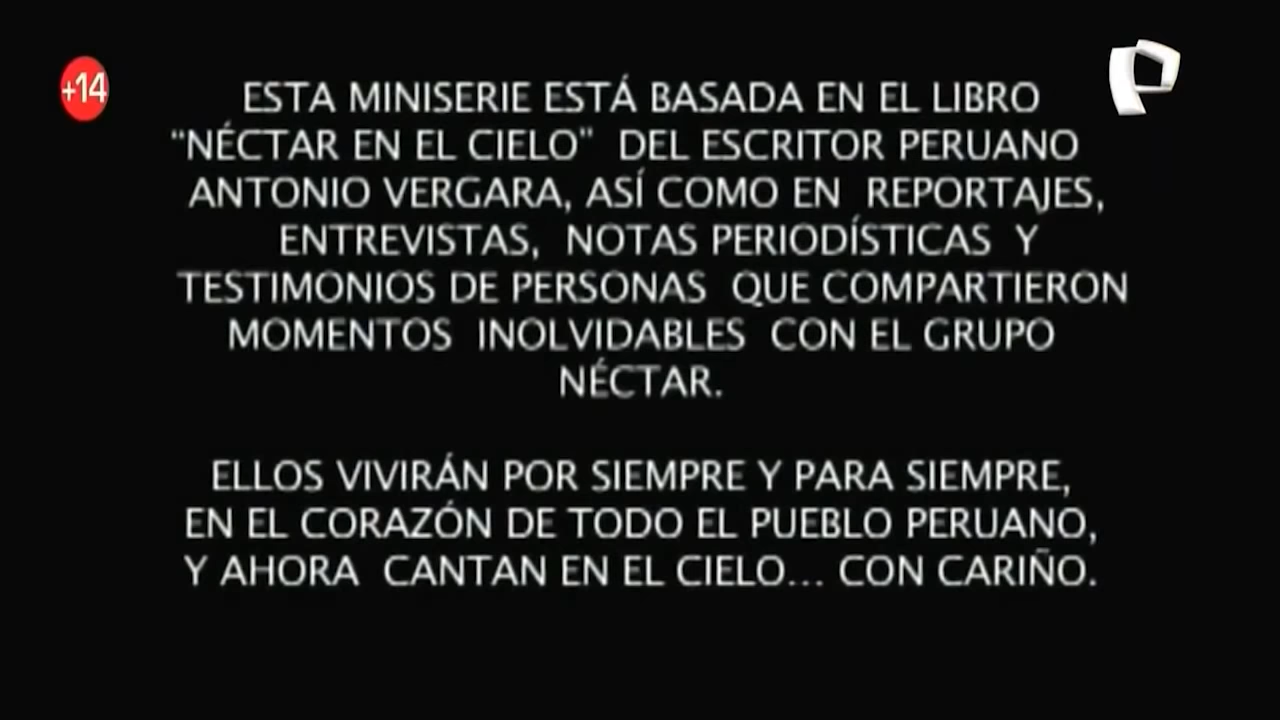 +14
ESTA MINISERIE ESTÁ BASADA EN EL LIBRO
“NÉCTAR EN EL CIELO” DEL ESCRITOR PERUANO
ANTONIO VERGARA, ASÍ COMO EN REPORTAJES,
ENTREVISTAS, NOTAS PERIODÍSTICAS Y
TESTIMONIOS DE PERSONAS QUE COMPARTIERON
MOMENTOS INOLVIDABLES CON EL GRUPO
NÉCTAR.
ELLOS VIVIRÁN POR SIEMPRE Y PARA SIEMPRE,
EN EL CORAZÓN DE TODO EL PUEBLO PERUANO,
Y AHORA CANTAN EN EL CIELO... CON CARIÑO.